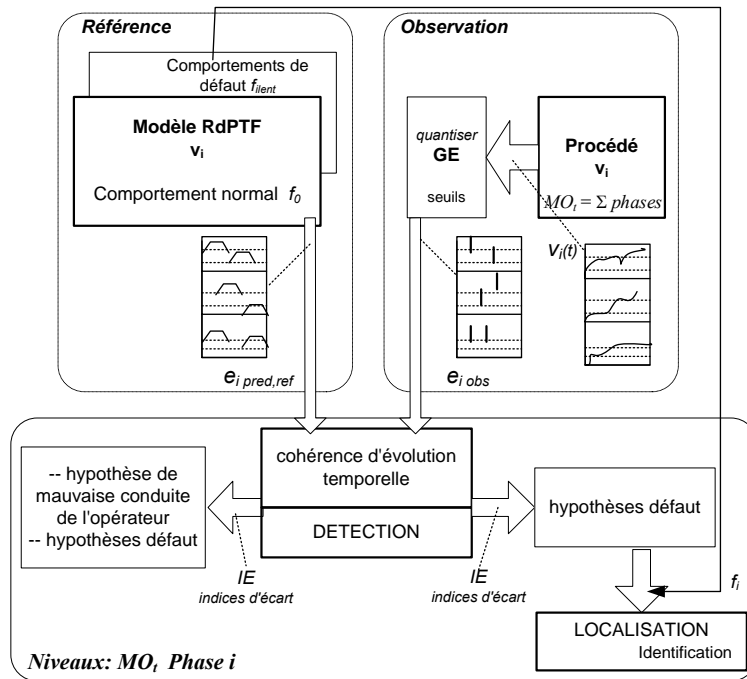 Référence
Comportements de
défaut f_ilent
Modèle RdPTF
v_i
Comportement normal f_0
e_i pred,ref
Observation
quantiser
GE
seuils
Procédé
v_i
MO_t = Σ phases
v_i(t)
e_i obs
cohérence d'évolution
temporelle
DETECTION
-- hypothèse de
mauvaise conduite
de l'opérateur
-- hypothèses défaut
IE
indices d'écart
IE
indices d'écart
hypothèses défaut
f_i
LOCALISATION
Identification
Niveaux: MO_t Phase i